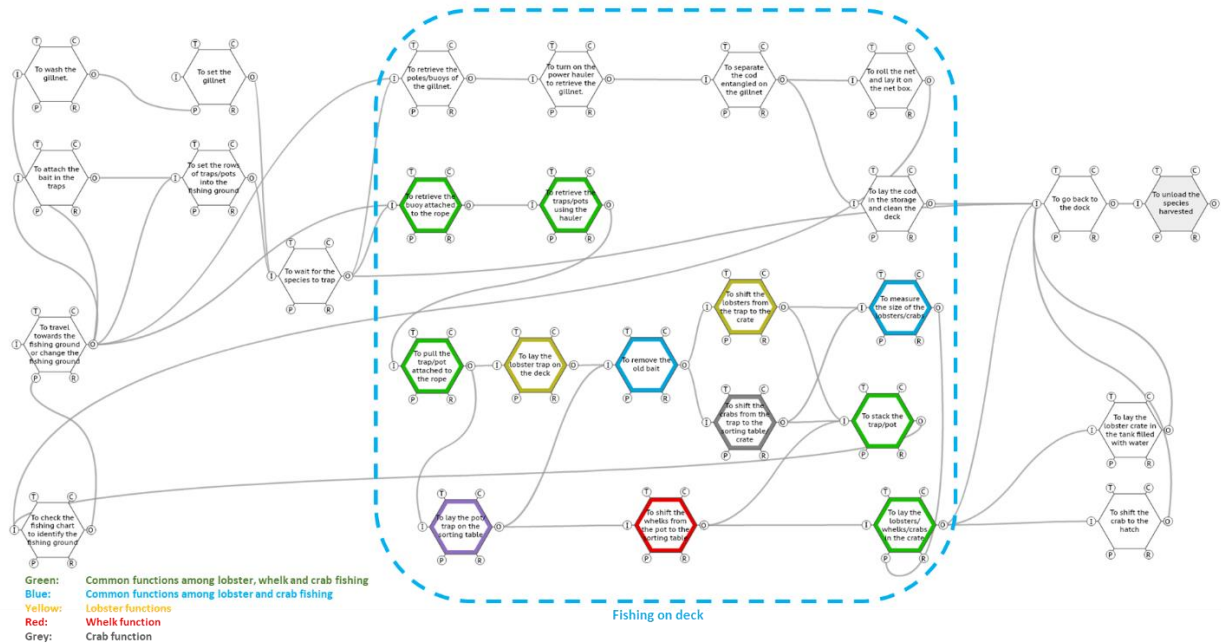 T C
To wash the
gillnet.
I O
P R
T C
To set the
gillnet
I O
P R
T C
To retrieve the
poles/buoys of
the gillnet.
I O
P R
T C
To turn on the
power hauler
to retrieve the
gillnet.
I O
P R
T C
To separate
the cod
entangled on
the gillnet
I O
P R
T C
To roll the net
and lay it on
the net box.
I O
P R
T C
To attach the
bait in the
traps
I O
P R
T C
To set the rows
of traps/pots
into the
fishing ground
I O
P R
T C
To retrieve the
buoy attached
to the rope
I O
P R
T C
To retrieve the
traps/pots
using the
hauler
I O
P R
T C
To lay the cod
in the storage
and clean the
deck
I O
P R
T C
To go back to
the dock
I O
P R
T C
To unload the
species
harvested
I O
P R
T C
To wait for the
species to trap
I O
P R
T C
To travel
towards the
fishing ground
or change the
fishing ground
I O
P R
T C
To pull the
trap/pot
attached to
the rope
I O
P R
T C
To lay the
lobster trap on
the deck
I O
P R
T C
To remove the
old bait
I O
P R
T C
To shift the
lobsters from
the trap to the
crate
I O
P R
T C
To measure
the size of the
lobsters/crabs
I O
P R
T C
To shift the
crabs from the
trap to the
sorting table/
crate
I O
P R
T C
To stack the
trap/pot
I O
P R
T C
To lay the
lobster crate in
the tank filled
with water
I O
P R
T C
To check the
fishing chart
to identify the
fishing ground
I O
P R
T C
To lay the pot/
trap on the
sorting table
I O
P R
T C
To shift the
whelks from
the pot to the
sorting table
I O
P R
T C
To lay the
lobsters/
whelks/crabs
in the crate
I O
P R
T C
To shift the
crab to the
hatch
I O
P R
Green: Common functions among lobster, whelk and crab fishing
Blue: Common functions among lobster and crab fishing
Yellow: Lobster functions
Red: Whelk function
Grey: Crab function
Fishing on deck